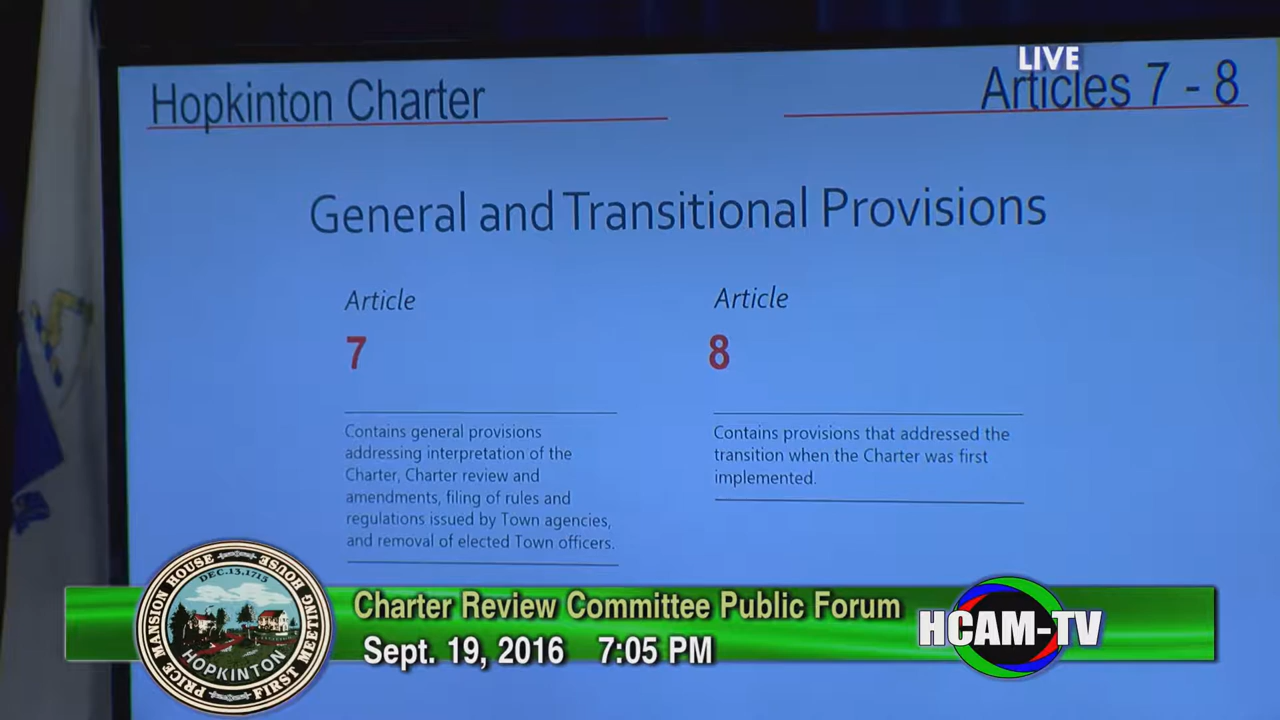 LIVE
Hopkinton Charter
Articles 7 - 8
General and Transitional Provisions
Article
7
Contains general provisions
addressing interpretation of the
Charter, Charter review and
amendments, filing of rules and
regulations issued by Town agencies,
and removal of elected Town officers.
Article
8
Contains provisions that addressed the
transition when the Charter was first
implemented.
PRICE MANSION HOUSE
FIRST MEETING HOUSE
DEC.13.1715
HOPKINTON
Charter Review Committee Public Forum
Sept. 19, 2016 7:05 PM
HCAM-TV